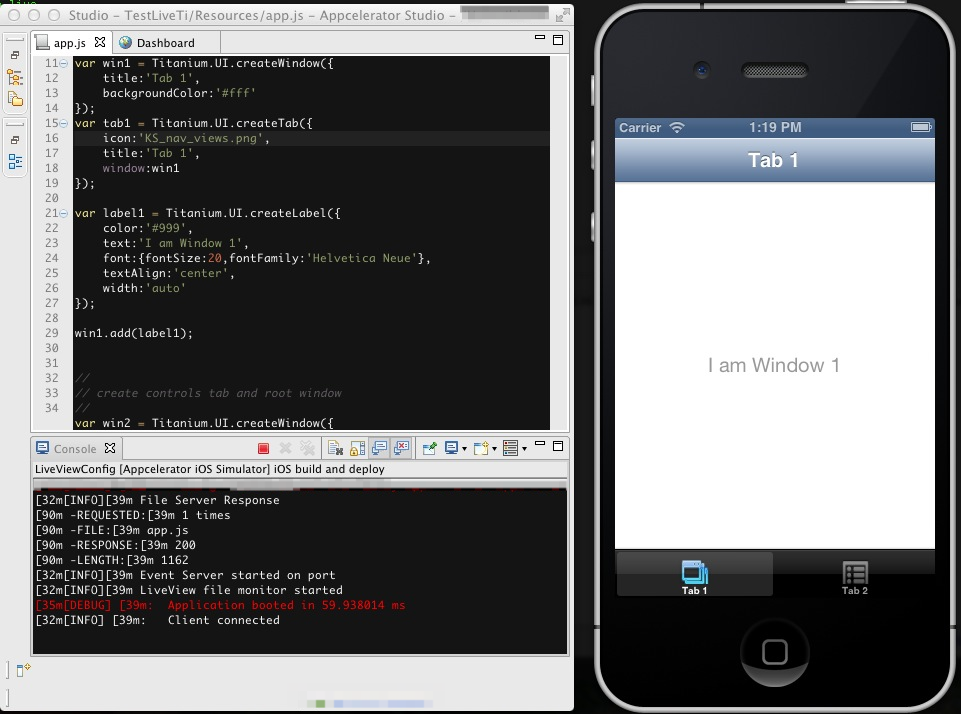 Studio – TestLiveTi/Resources/app.js – Appcelerator Studio –
app.js
Dashboard
11 var win1 = Titanium.UI.createWindow({
12 title:'Tab 1',
13 backgroundColor:'#fff'
14 });
15 var tab1 = Titanium.UI.createTab({
16 icon:'KS_nav_views.png',
17 title:'Tab 1',
18 window:win1
19 });
20
21 var label1 = Titanium.UI.createLabel({
22 color:'#999',
23 text:'I am Window 1',
24 font:{fontSize:20,fontFamily:'Helvetica Neue'},
25 textAlign:'center',
26 width:'auto'
27 });
28
29 win1.add(label1);
30
31
32 //
33 // create controls tab and root window
34 //
var win2 = Titanium.UI.createWindow({
Console
LiveViewConfig [Appcelerator iOS Simulator] iOS build and deploy
[32m[INFO][39m File Server Response
[90m -REQUESTED:[39m 1 times
[90m -FILE:[39m app.js
[90m -RESPONSE:[39m 200
[90m -LENGTH:[39m 1162
[32m[INFO][39m Event Server started on port
[32m[INFO][39m LiveView file monitor started
[35m[DEBUG] [39m: Application booted in 59.938014 ms
[32m[INFO] [39m: Client connected
Carrier 1:19 PM
Tab 1
I am Window 1
Tab 1
Tab 2